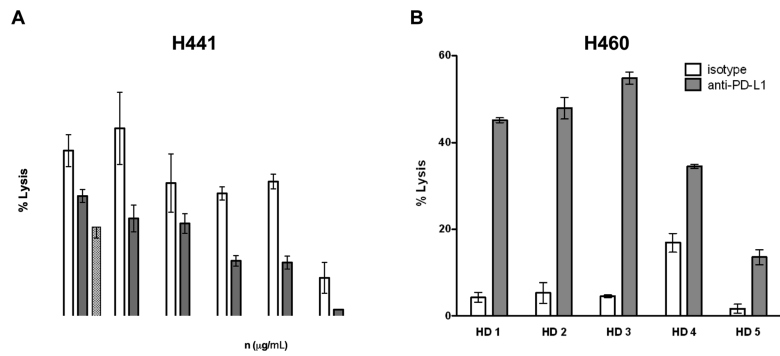 A
H441
% Lysis
n (μg/mL)
B
H460
60
40
20
0
% Lysis
isotype
anti-PD-L1
HD 1 HD 2 HD 3 HD 4 HD 5